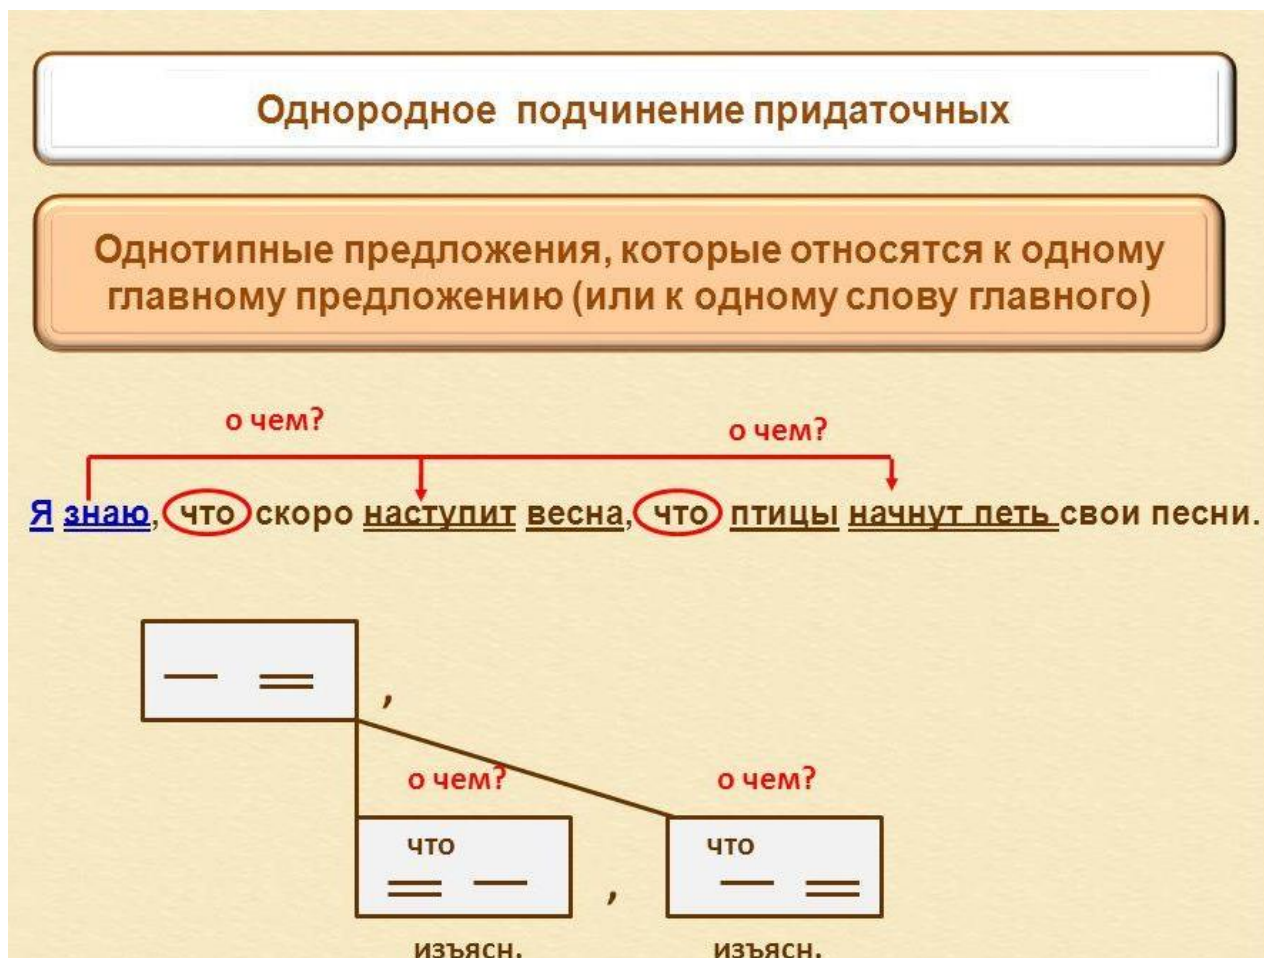 Однородное подчинение придаточных
Однотипные предложения, которые относятся к одному
главному предложению (или к одному слову главного)
о чем? о чем?
Я знаю, что скоро наступит весна, что птицы начнут петь свои песни.
,
о чем? о чем?
что что
,
изъясн. изъясн.